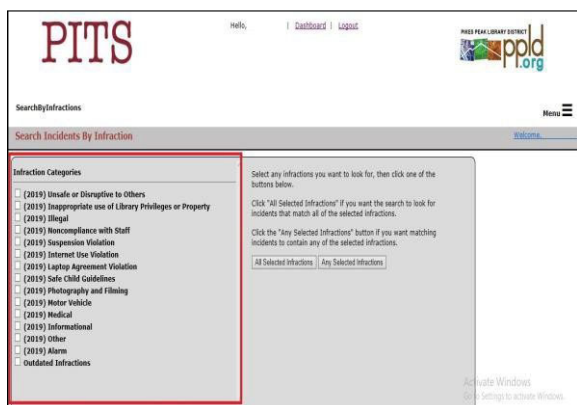 PITS
Hello, | Dashboard | Logout
PIKES PEAK LIBRARY DISTRICT
ppld
.org
SearchByInfractions
Menu
Search Incidents By Infraction
Welcome,
Infraction Categories
(2019) Unsafe or Disruptive to Others
(2019) Inappropriate use of Library Privileges or Property
(2019) Illegal
(2019) Noncompliance with Staff
(2019) Suspension Violation
(2019) Internet Use Violation
(2019) Laptop Agreement Violation
(2019) Safe Child Guidelines
(2019) Photography and Filming
(2019) Motor Vehicle
(2019) Medical
(2019) Informational
(2019) Other
(2019) Alarm
Outdated Infractions
Select any infractions you want to look for, then click one of the
buttons below.
Click "All Selected Infractions" if you want the search to look for
incidents that match all of the selected infractions.
Click the "Any Selected Infractions" button if you want matching
incidents to contain any of the selected infractions.
All Selected Infractions Any Selected Infractions
Activate Windows
Go to Settings to activate Windows.